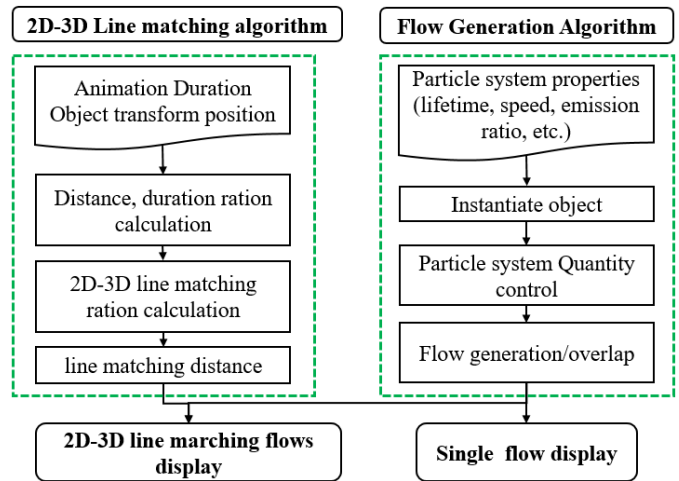 2D-3D Line matching algorithm
Animation Duration
Object transform position
Distance, duration ration
calculation
2D-3D line matching
ration calculation
line matching distance
2D-3D line marching flows
display
Flow Generation Algorithm
Particle system properties
(lifetime, speed, emission
ratio, etc.)
Instantiate object
Particle system Quantity
control
Flow generation/overlap
Single flow display